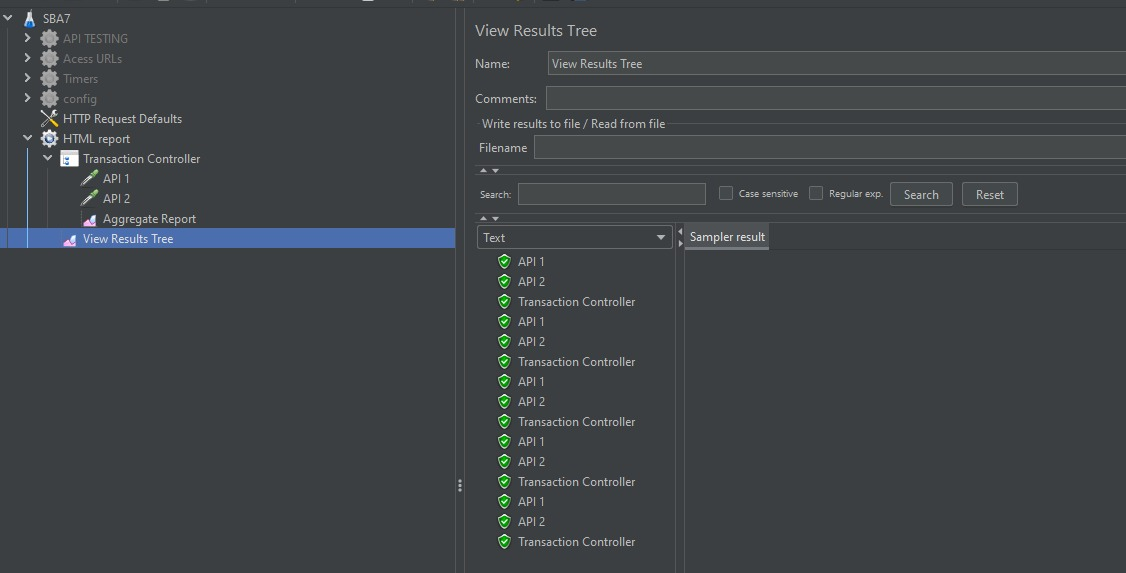 SBA7
API TESTING
Acess URLs
Timers
config
HTTP Request Defaults
HTML report
Transaction Controller
API 1
API 2
Aggregate Report
View Results Tree
View Results Tree
Name: View Results Tree
Comments:
Write results to file / Read from file
Filename
Search: Case sensitive Regular exp. Search Reset
Text Sampler result
API 1
API 2
Transaction Controller
API 1
API 2
Transaction Controller
API 1
API 2
Transaction Controller
API 1
API 2
Transaction Controller
API 1
API 2
Transaction Controller